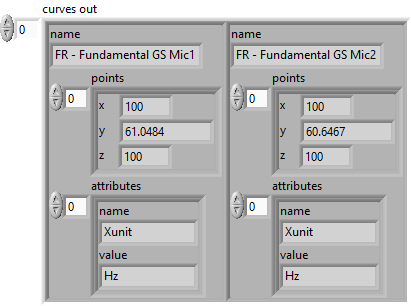 curves out
0
name
FR - Fundamental GS Mic1
points
0
x 100
y 61.0484
z 100
attributes
0
name
Xunit
value
Hz
name
FR - Fundamental GS Mic2
points
0
x 100
y 60.6467
z 100
attributes
0
name
Xunit
value
Hz